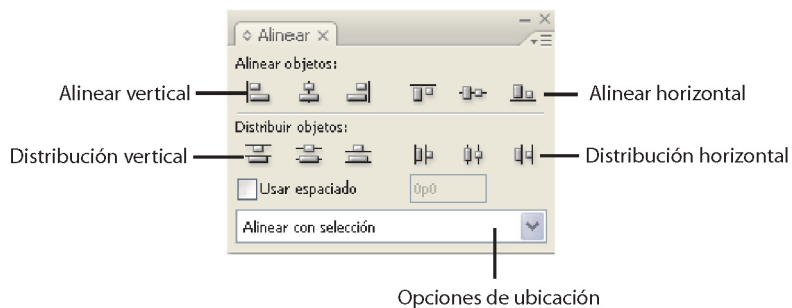 Alinear
Alinear objetos:
Alinear vertical
Alinear horizontal
Distribuir objetos:
Distribución vertical
Distribución horizontal
Usar espaciado
0p0
Alinear con selección
Opciones de ubicación